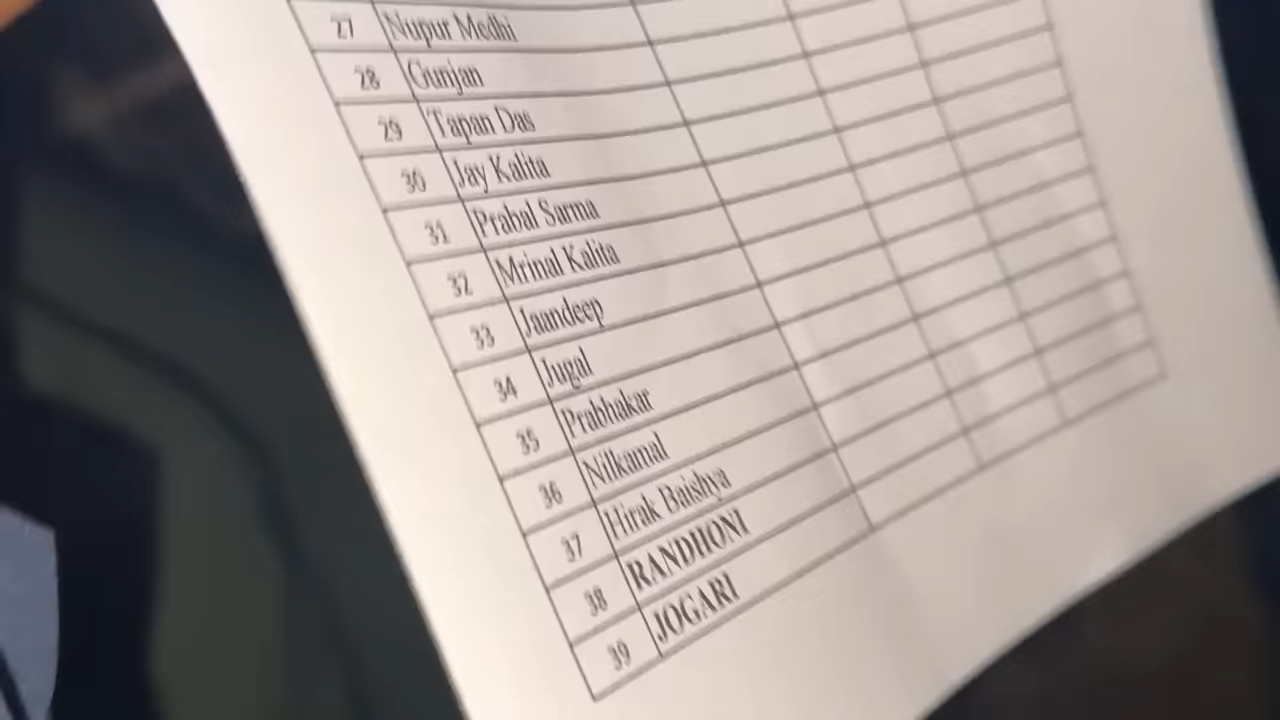 27 Nupur Medhi
28 Gunjan
29 Tapan Das
30 Jay Kalita
31 Prabal Sarma
32 Mrinal Kalita
33 Jaandeep
34 Jugal
35 Prabhakar
36 Nilkamal
37 Hirak Baishya
38 RANDHONI
39 JOGARI